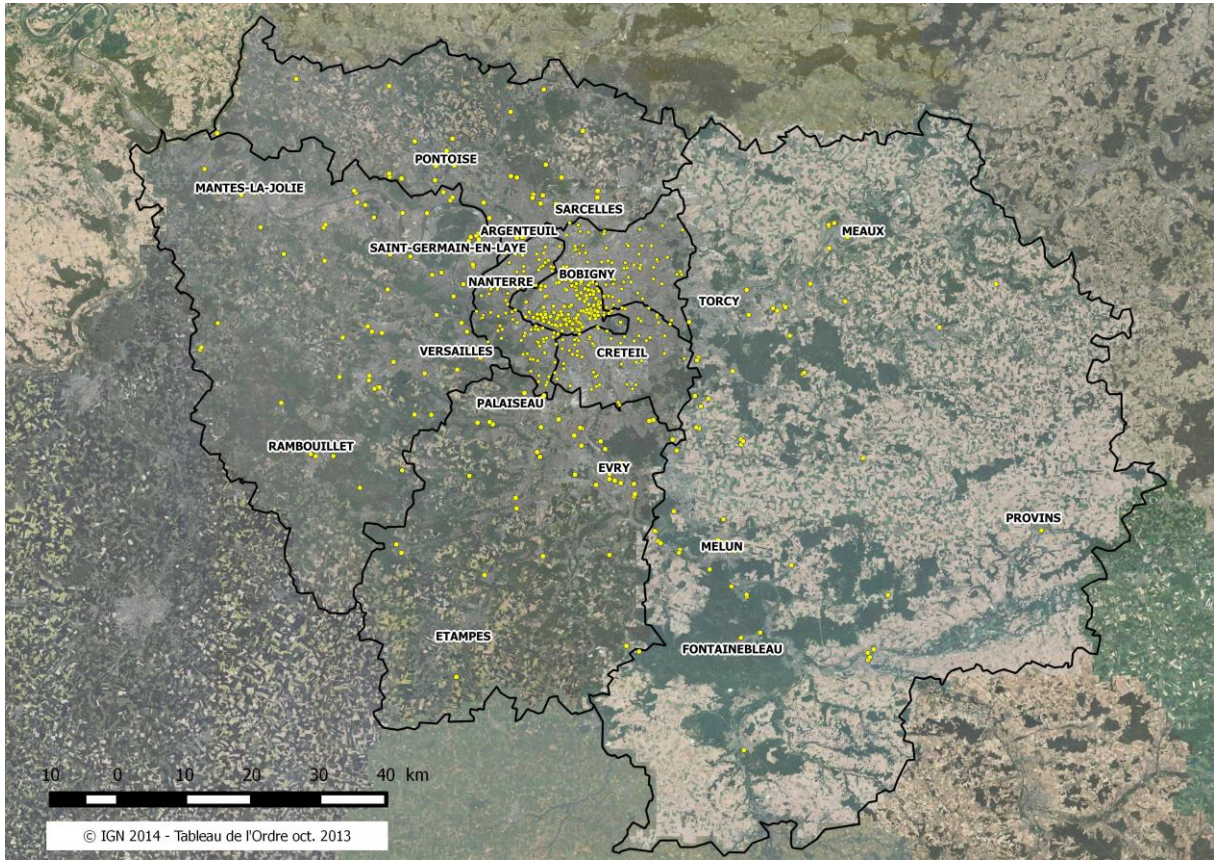 PONTOISE
MANTES-LA-JOLIE
SARCELLES
ARGENTEUIL
SAINT-GERMAIN-EN-LAYE
MEAUX
BOBIGNY
NANTERRE
TORCY
VERSAILLES
CRETEIL
PALAISEAU
RAMBOUILLET
EVRY
PROVINS
MELUN
ETAMPES
FONTAINEBLEAU
10 0 10 20 30 40 km
© IGN 2014 - Tableau de l'Ordre oct. 2013